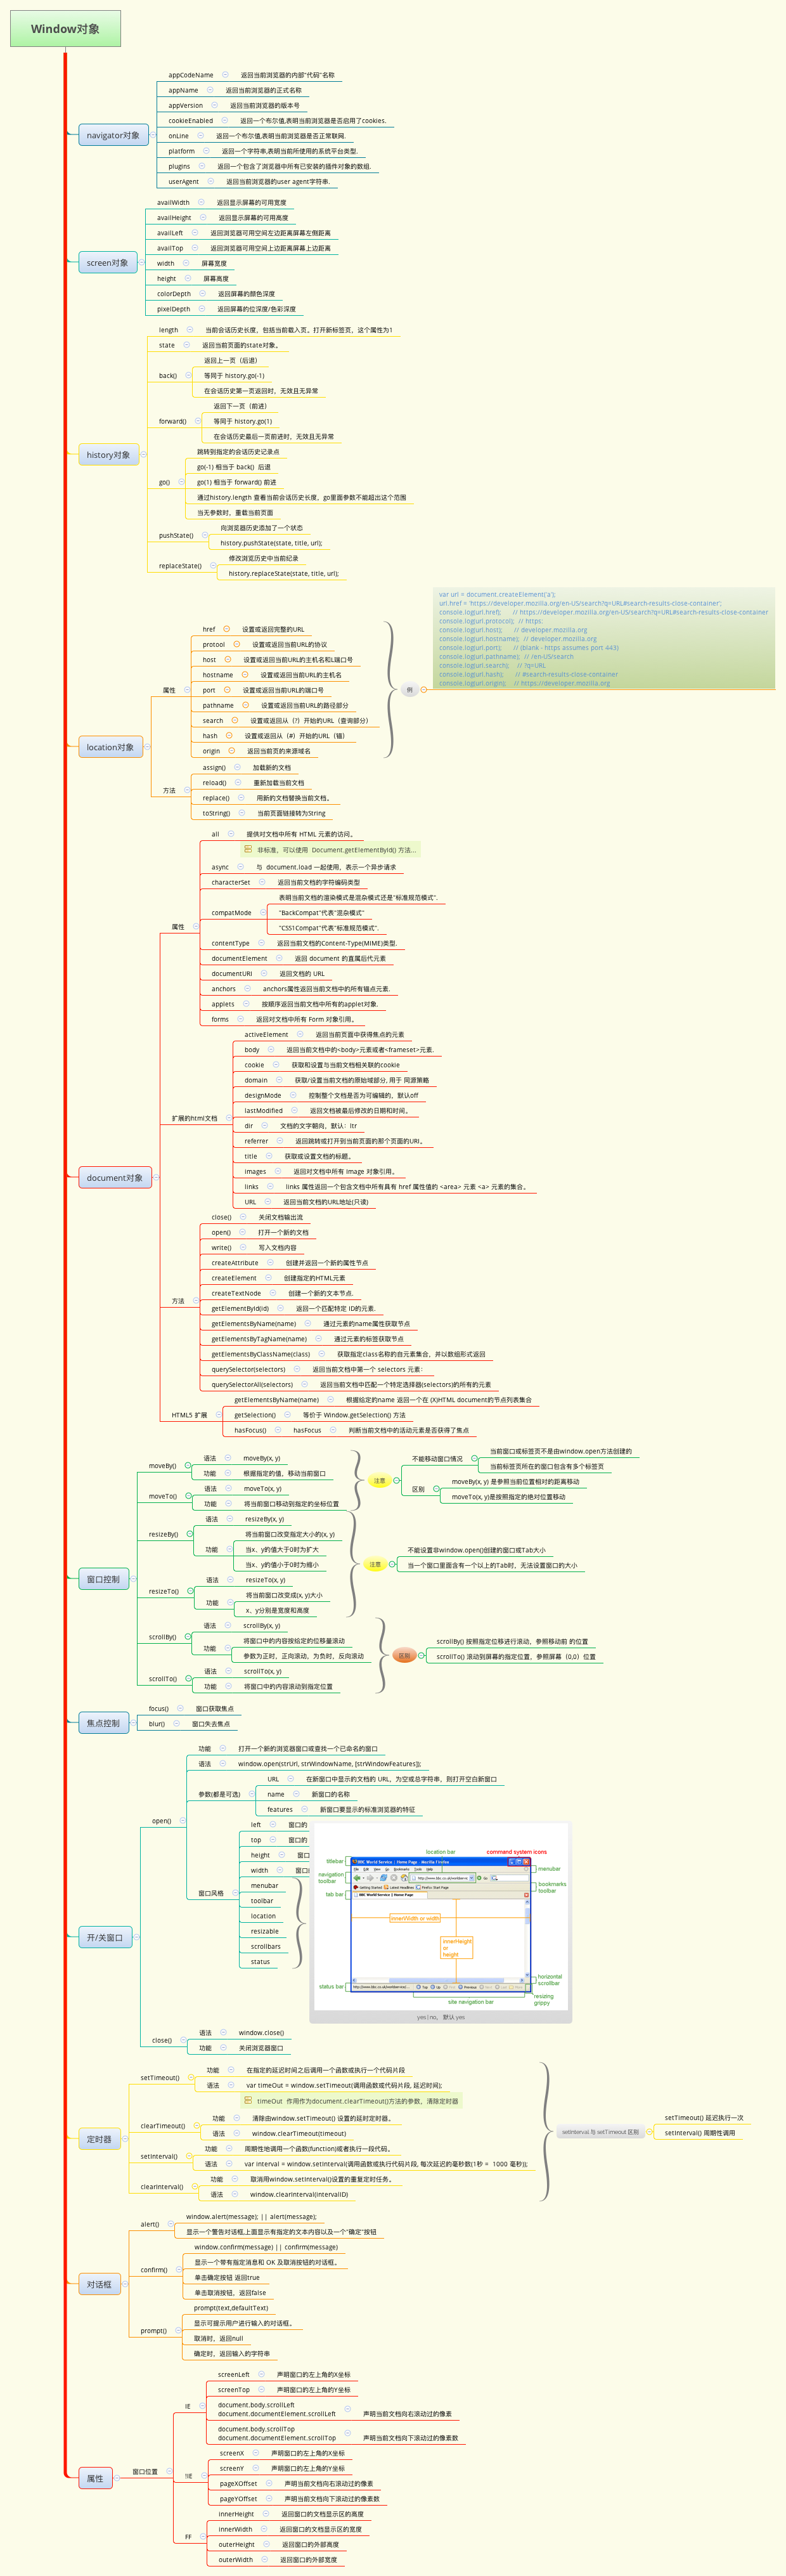 Window对象
navigator对象
appCodeName 返回当前浏览器的内部"代码"名称
appName 返回当前浏览器的正式名称
appVersion 返回当前浏览器的版本号
cookieEnabled 返回一个布尔值,表明当前浏览器是否启用了cookies.
onLine 返回一个布尔值,表明当前浏览器是否正常联网.
platform 返回一个字符串,表明当前所使用的系统平台类型.
plugins 返回一个包含了浏览器中所有已安装的插件对象的数组.
userAgent 返回当前浏览器的user agent字符串.
screen对象
availWidth 返回显示屏幕的可用宽度
availHeight 返回显示屏幕的可用高度
availLeft 返回浏览器可用空间左边距离屏幕左侧距离
availTop 返回浏览器可用空间上边距离屏幕上边距离
width 屏幕宽度
height 屏幕高度
colorDepth 返回屏幕的颜色深度
pixelDepth 返回屏幕的位深度/色彩深度
history对象
length 当前会话历史长度，包括当前载入页。打开新标签页，这个属性为1
state 返回当前页面的state对象。
back()
返回上一页（后退）
等同于 history.go(-1)
在会话历史第一页返回时，无效且无异常
forward()
返回下一页（前进）
等同于 history.go(1)
在会话历史最后一页前进时，无效且无异常
go()
跳转到指定的会话历史记录点
go(-1) 相当于 back() 后退
go(1) 相当于 forward() 前进
通过history.length 查看当前会话历史长度，go里面参数不能超出这个范围
当无参数时，重载当前页面
pushState()
向浏览器历史添加了一个状态
history.pushState(state, title, url);
replaceState()
修改浏览历史中当前纪录
history.replaceState(state, title, url);
location对象
属性
href 设置或返回完整的URL
protool 设置或返回当前URL的协议
host 设置或返回当前URL的主机名和L端口号
hostname 设置或返回当前URL的主机名
port 设置或返回当前URL的端口号
pathname 设置或返回当前URL的路径部分
search 设置或返回从（?）开始的URL（查询部分）
hash 设置或返回从（#）开始的URL（锚）
origin 返回当前页的来源域名
例
var url = document.createElement('a');
url.href = 'https://developer.mozilla.org/en-US/search?q=URL#search-results-close-container';
console.log(url.href); // https://developer.mozilla.org/en-US/search?q=URL#search-results-close-container
console.log(url.protocol); // https:
console.log(url.host); // developer.mozilla.org
console.log(url.hostname); // developer.mozilla.org
console.log(url.port); // (blank - https assumes port 443)
console.log(url.pathname); // /en-US/search
console.log(url.search); // ?q=URL
console.log(url.hash); // #search-results-close-container
console.log(url.origin); // https://developer.mozilla.org
方法
assign() 加载新的文档
reload() 重新加载当前文档
replace() 用新的文档替换当前文档。
toString() 当前页面链接转为String
document对象
属性
all 提供对文档中所有 HTML 元素的访问。
非标准，可以使用 Document.getElementById() 方法...
async 与 document.load 一起使用，表示一个异步请求
characterSet 返回当前文档的字符编码类型
compatMode
表明当前文档的渲染模式是混杂模式还是"标准规范模式".
"BackCompat"代表"混杂模式"
"CSS1Compat"代表"标准规范模式".
contentType 返回当前文档的Content-Type(MIME)类型.
documentElement 返回 document 的直属后代元素
documentURI 返回文档的 URL
anchors anchors属性返回当前文档中的所有锚点元素.
applets 按顺序返回当前文档中所有的applet对象.
forms 返回对文档中所有 Form 对象引用。
扩展的html文档
activeElement 返回当前页面中获得焦点的元素
body 返回当前文档中的<body>元素或者<frameset>元素.
cookie 获取和设置与当前文档相关联的cookie
domain 获取/设置当前文档的原始域部分, 用于 同源策略
designMode 控制整个文档是否为可编辑的，默认off
lastModified 返回文档被最后修改的日期和时间。
dir 文档的文字朝向，默认：ltr
referrer 返回跳转或打开到当前页面的那个页面的URI。
title 获取或设置文档的标题。
images 返回对文档中所有 Image 对象引用。
links links 属性返回一个包含文档中所有具有 href 属性值的 <area> 元素 <a> 元素的集合。
URL 返回当前文档的URL地址(只读)
方法
close() 关闭文档输出流
open() 打开一个新的文档
write() 写入文档内容
createAttribute 创建并返回一个新的属性节点
createElement 创建指定的HTML元素
createTextNode 创建一个新的文本节点.
getElementById(id) 返回一个匹配特定 ID的元素.
getElementsByName(name) 通过元素的name属性获取节点
getElementsByTagName(name) 通过元素的标签获取节点
getElementsByClassName(class) 获取指定class名称的自元素集合，并以数组形式返回
querySelector(selectors) 返回当前文档中第一个 selectors 元素:
querySelectorAll(selectors) 返回当前文档中匹配一个特定选择器(selectors)的所有的元素
HTML5 扩展
getElementsByName(name) 根据给定的name 返回一个在 (X)HTML document的节点列表集合
getSelection() 等价于 Window.getSelection() 方法
hasFocus() hasFocus 判断当前文档中的活动元素是否获得了焦点
窗口控制
moveBy()
语法 moveBy(x, y)
功能 根据指定的值，移动当前窗口
moveTo()
语法 moveTo(x, y)
功能 将当前窗口移动到指定的坐标位置
注意
不能移动窗口情况
当前窗口或标签页不是由window.open方法创建的
当前标签页所在的窗口包含有多个标签页
区别
moveBy(x, y) 是参照当前位置相对的距离移动
moveTo(x, y)是按照指定的绝对位置移动
resizeBy()
语法 resizeBy(x, y)
功能
将当前窗口改变指定大小的(x, y)
当x、y的值大于0时为扩大
当x、y的值小于0时为缩小
resizeTo()
语法 resizeTo(x, y)
功能
将当前窗口改变成(x, y)大小
x、y分别是宽度和高度
注意
不能设置非window.open()创建的窗口或Tab大小
当一个窗口里面含有一个以上的Tab时，无法设置窗口的大小
scrollBy()
语法 scrollBy(x, y)
功能
将窗口中的内容按给定的位移量滚动
参数为正时，正向滚动，为负时，反向滚动
scrollTo()
语法 scrollTo(x, y)
功能 将窗口中的内容滚动到指定位置
区别
scrollBy() 按照指定位移进行滚动，参照移动前 的位置
scrollTo() 滚动到屏幕的指定位置，参照屏幕（0,0）位置
焦点控制
focus() 窗口获取焦点
blur() 窗口失去焦点
开/关窗口
open()
功能 打开一个新的浏览器窗口或查找一个已命名的窗口
语法 window.open(strUrl, strWindowName, [strWindowFeatures]);
参数(都是可选)
URL 在新窗口中显示的文档的 URL，为空或总字符串，则打开空白新窗口
name 新窗口的名称
features 新窗口要显示的标准浏览器的特征
窗口风格
left 窗口的
top 窗口的
height 窗口
width 窗口
menubar
toolbar
location
resizable
scrollbars
status
location bar
command system icons
titlebar
menubar
navigation
toolbar
bookmarks
toolbar
tab bar
innerWidth or width
innerHeight
or
height
status bar
horizontal
scrollbar
site navigation bar
resizing
grippy
yes|no， 默认 yes
close()
语法 window.close()
功能 关闭浏览器窗口
定时器
setTimeout()
功能 在指定的延迟时间之后调用一个函数或执行一个代码片段
语法 var timeOut = window.setTimeout(调用函数或代码片段, 延迟时间);
timeOut 作用作为document.clearTimeout()方法的参数，清除定时器
clearTimeout()
功能 清除由window.setTimeout() 设置的延时定时器。
语法 window.clearTimeout(timeout)
setInterval()
功能 周期性地调用一个函数(function)或者执行一段代码。
语法 var interval = window.setInterval(调用函数或执行代码片段, 每次延迟的毫秒数(1秒 = 1000 毫秒));
clearInterval()
功能 取消用window.setInterval()设置的重复定时任务。
语法 window.clearInterval(intervalID)
setInterval 与 setTimeout 区别
setTimeout() 延迟执行一次
setInterval() 周期性调用
对话框
alert()
window.alert(message); || alert(message);
显示一个警告对话框,上面显示有指定的文本内容以及一个"确定"按钮
confirm()
window.confirm(message) || confirm(message)
显示一个带有指定消息和 OK 及取消按钮的对话框。
单击确定按钮 返回true
单击取消按钮，返回false
prompt()
prompt(text,defaultText)
显示可提示用户进行输入的对话框。
取消时，返回null
确定时，返回输入的字符串
属性
窗口位置
IE
screenLeft 声明窗口的左上角的X坐标
screenTop 声明窗口的左上角的Y坐标
document.body.scrollLeft
document.documentElement.scrollLeft 声明当前文档向右滚动过的像素
document.body.scrollTop
document.documentElement.scrollTop 声明当前文档向下滚动过的像素数
!IE
screenX 声明窗口的左上角的X坐标
screenY 声明窗口的左上角的Y坐标
pageXOffset 声明当前文档向右滚动过的像素
pageYOffset 声明当前文档向下滚动过的像素数
FF
innerHeight 返回窗口的文档显示区的高度
innerWidth 返回窗口的文档显示区的宽度
outerHeight 返回窗口的外部高度
outerWidth 返回窗口的外部宽度